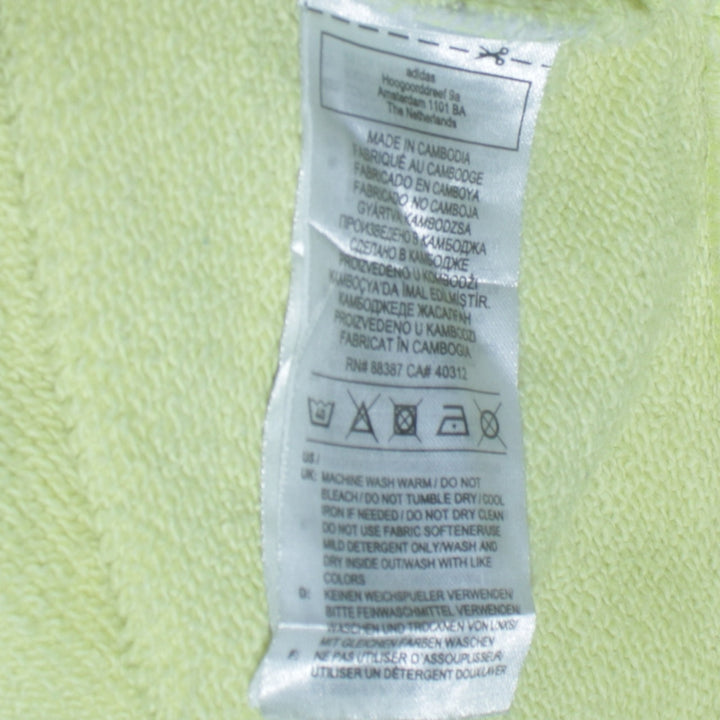 adidas
Hoogoorddreef 9a
Amsterdam 1101 BA
The Netherlands
MADE IN CAMBODIA
FABRIQUÉ AU CAMBODGE
FABRICADO EN CAMBOYA
FABRICADO NO CAMBOJA
GYÁRTVA KAMBODZSA
ПРОИЗВЕДЕНО В КАМБОДЖА
СДЕЛАНО В КАМБОДЖЕ
PROIZVEDENO U KOMBODŽI
KAMBOÇYA'DA İMAL EDİLMİŞTİR.
КАМБОДЖЕДЕ ЖАСАЛҒАН
PROIZVEDENO U KAMBODŽI
FABRICAT ÎN CAMBOGIA
RN# 88387 CA# 40312
40
US /
UK: MACHINE WASH WARM / DO NOT
BLEACH / DO NOT TUMBLE DRY / COOL
IRON IF NEEDED / DO NOT DRY CLEAN
DO NOT USE FABRIC SOFTENER/USE
MILD DETERGENT ONLY/WASH AND
DRY INSIDE OUT/WASH WITH LIKE
COLORS
D: KEINEN WEICHSPUELER VERWENDEN/
BITTE FEINWASCHMITTEL VERWENDEN/
WASCHEN UND TROCKNEN VON LINKS/
MIT GLEICHEN FARBEN WASCHEN
F: NE PAS UTILISER D'ASSOUPLISSEUR/
UTILISER UN DÉTERGENT DOUX/LAVER